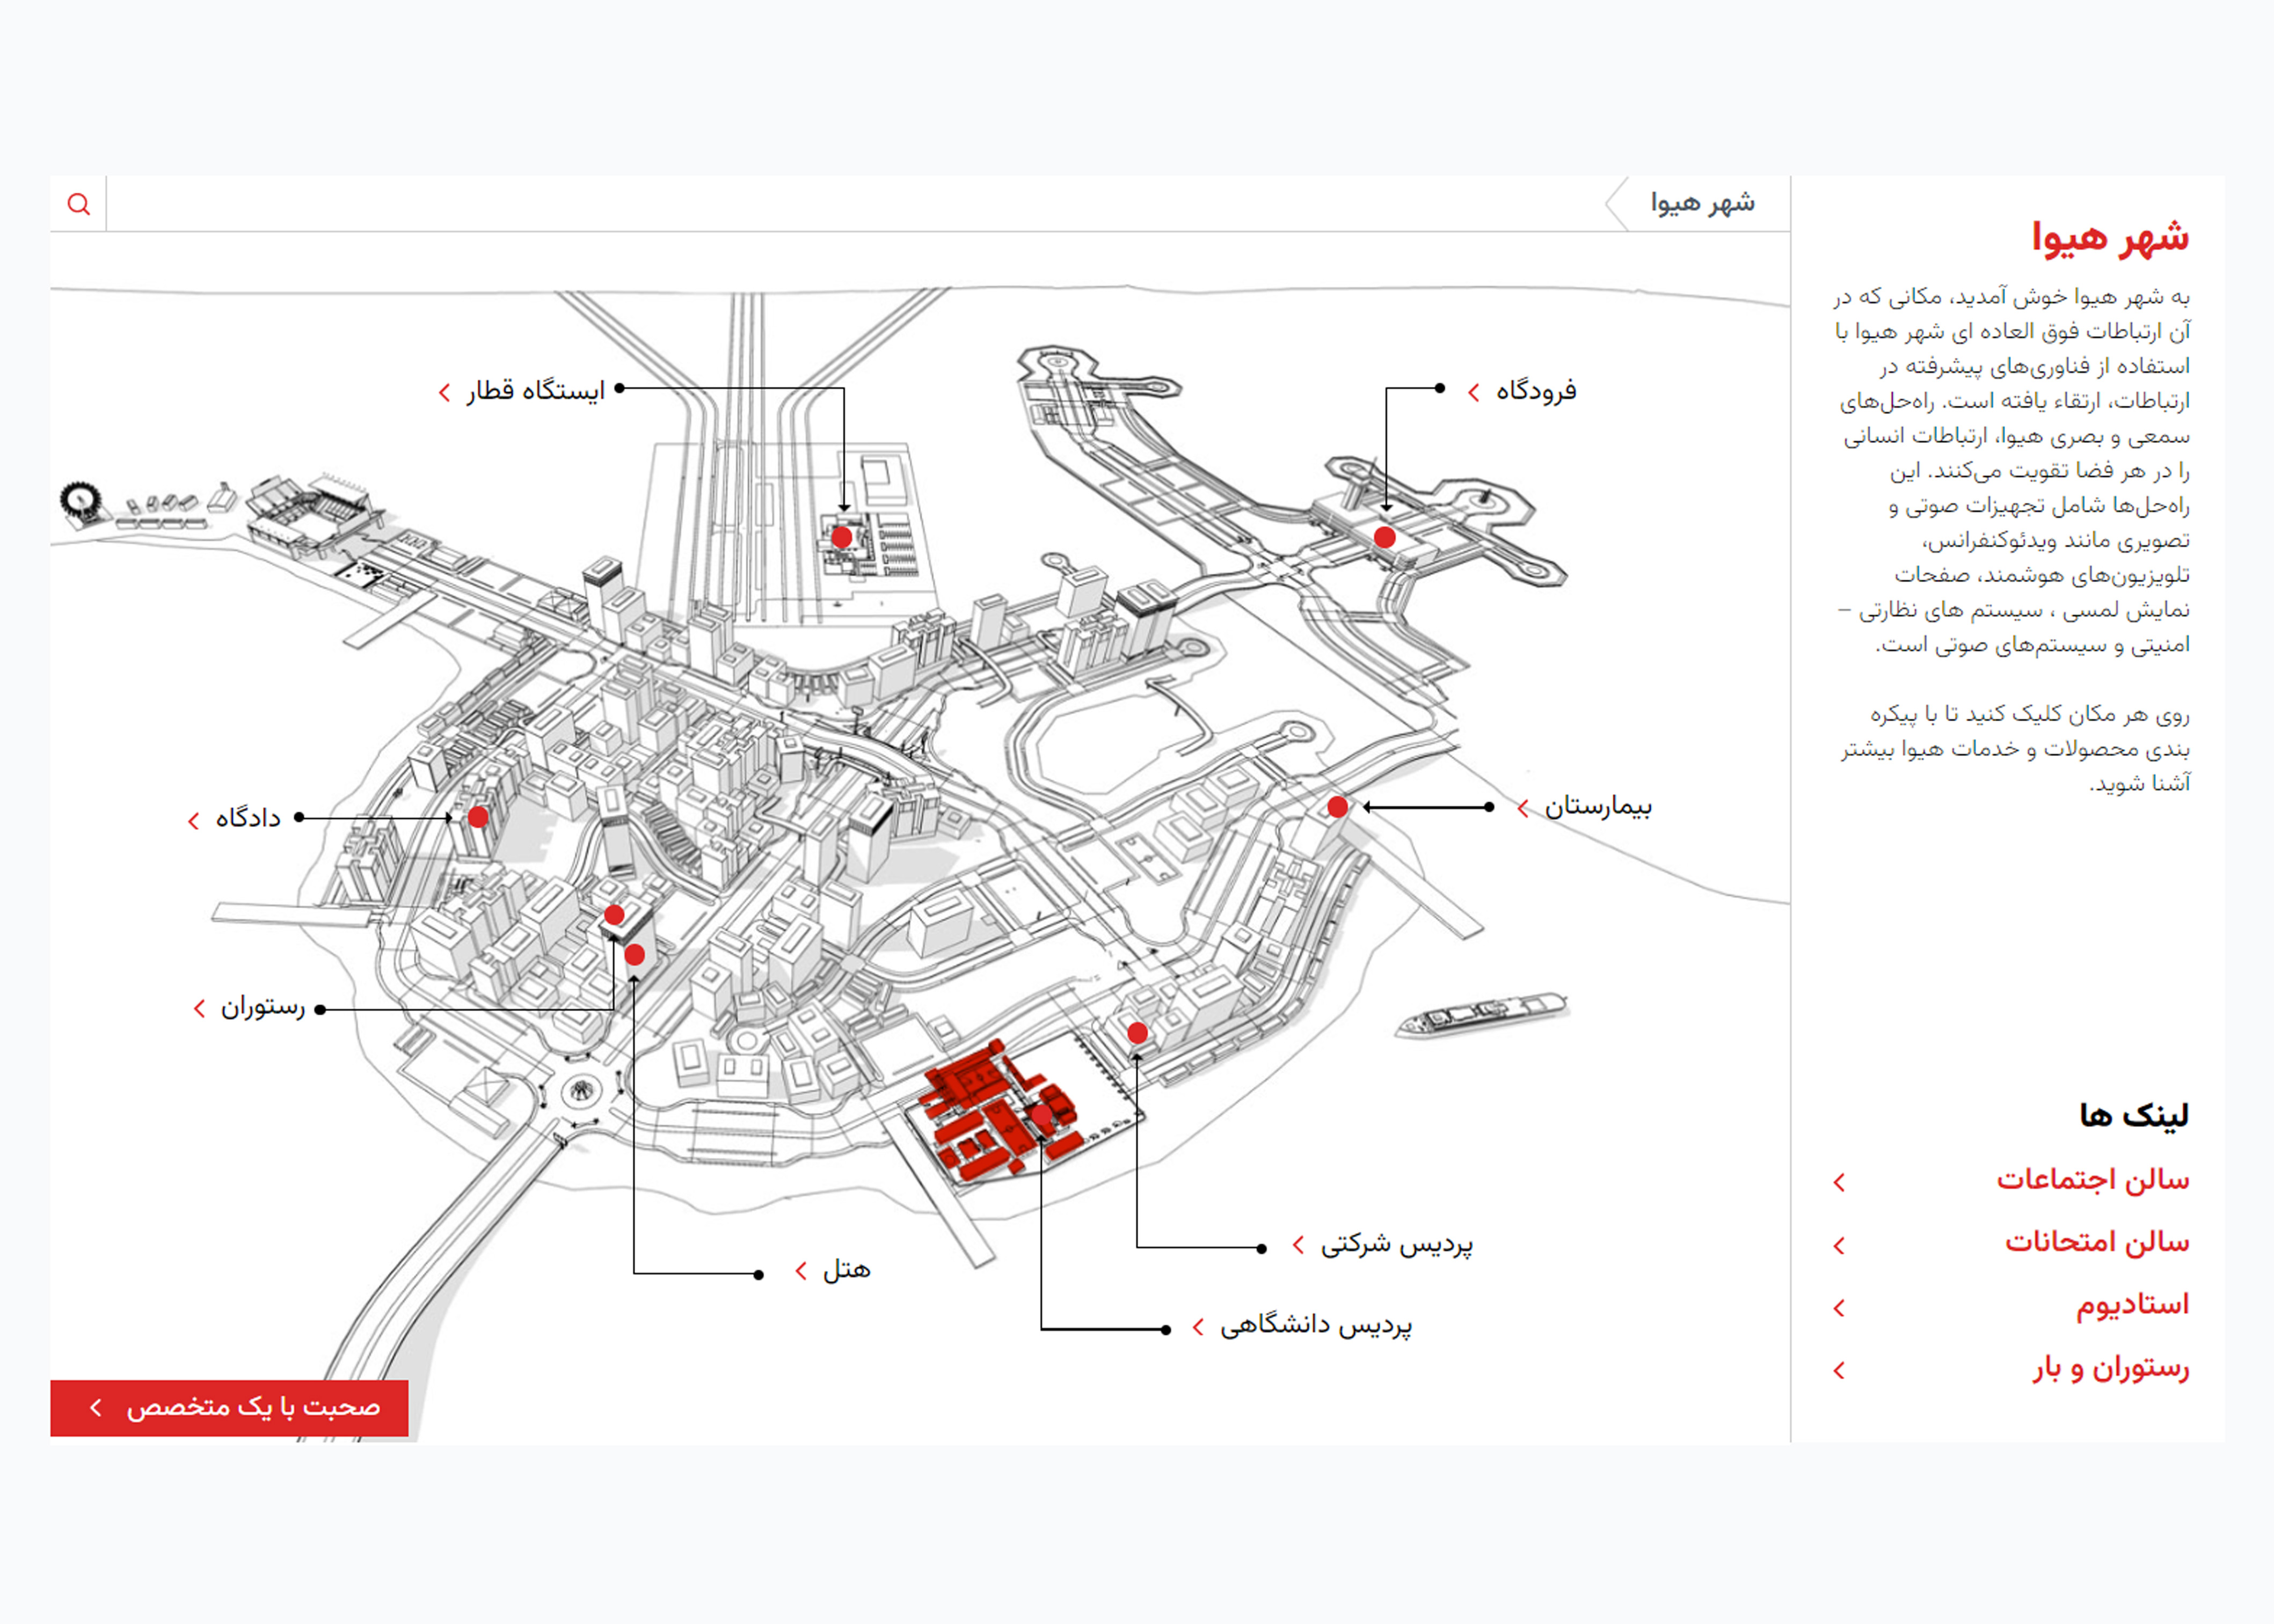 شهر هیوا
شهر هیوا
به شهر هیوا خوش آمدید، مکانی که در
آن ارتباطات فوق العاده ای شهر هیوا با
استفاده از فناوری‌های پیشرفته در
ارتباطات، ارتقاء یافته است. راه‌حل‌های
سمعی و بصری هیوا، ارتباطات انسانی
را در هر فضا تقویت می‌کنند. این
راه‌حل‌ها شامل تجهیزات صوتی و
تصویری مانند ویدئوکنفرانس،
تلویزیون‌های هوشمند، صفحات
نمایش لمسی ، سیستم های نظارتی –
امنیتی و سیستم‌های صوتی است.
روی هر مکان کلیک کنید تا با پیکره
بندی محصولات و خدمات هیوا بیشتر
آشنا شوید.
لینک ها
سالن اجتماعات
سالن امتحانات
استادیوم
رستوران و بار
فرودگاه
ایستگاه قطار
بیمارستان
دادگاه
رستوران
پردیس شرکتی
هتل
پردیس دانشگاهی
صحبت با یک متخصص